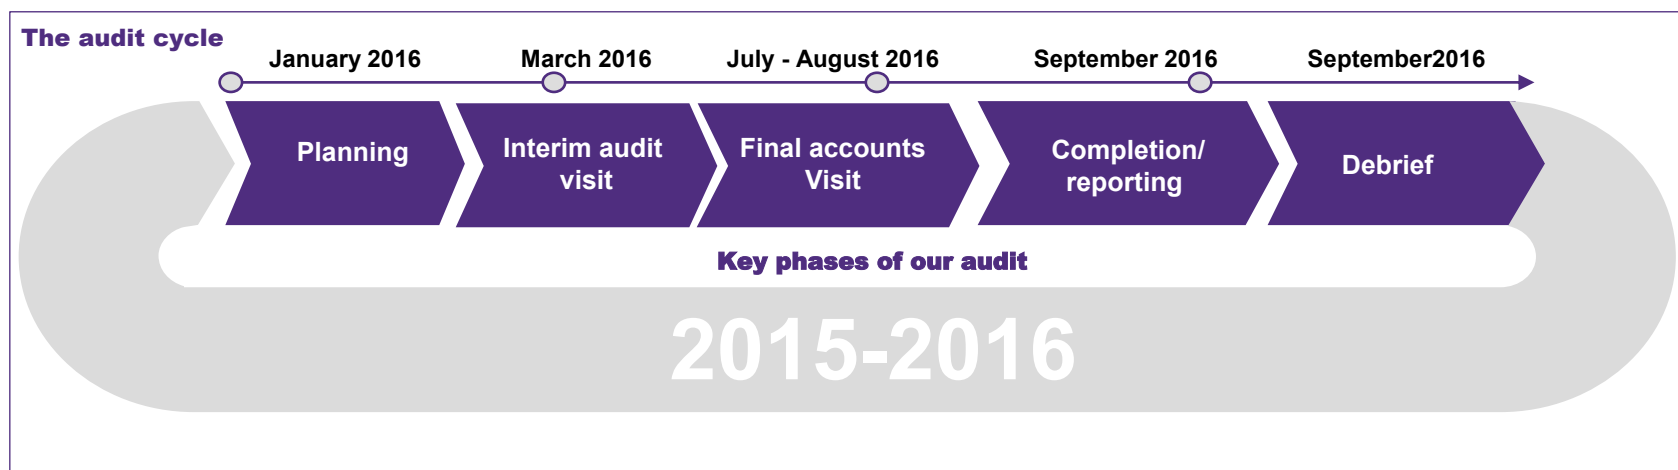 The audit cycle
January 2016
March 2016
July - August 2016
September 2016
September2016
Planning
Interim audit
visit
Final accounts
Visit
Completion/
reporting
Debrief
Key phases of our audit
2015-2016